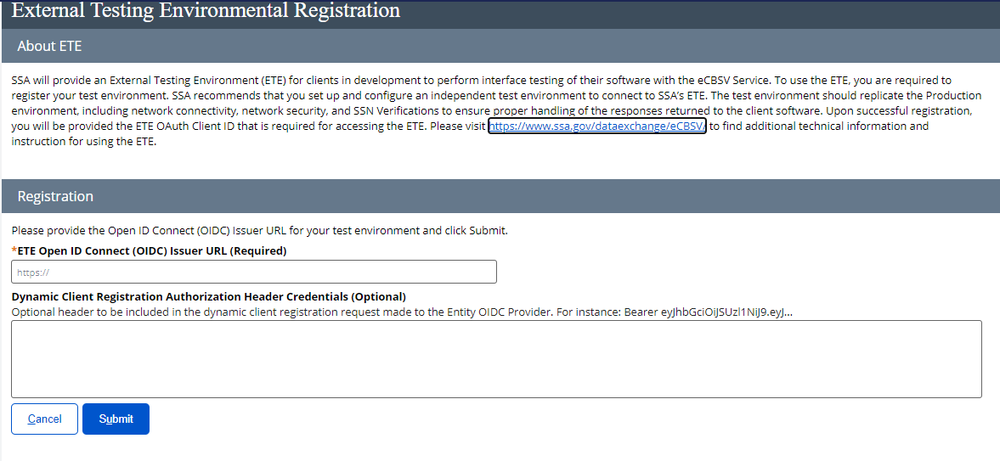 External Testing Environmental Registration
About ETE
SSA will provide an External Testing Environment (ETE) for clients in development to perform interface testing of their software with the eCBSV Service. To use the ETE, you are required to
register your test environment. SSA recommends that you set up and configure an independent test environment to connect to SSA's ETE. The test environment should replicate the Production
environment, including network connectivity, network security, and SSN Verifications to ensure proper handling of the responses returned to the client software. Upon successful registration,
you will be provided the ETE OAuth Client ID that is required for accessing the ETE. Please visit https://www.ssa.gov/dataexchange/eCBSV/ to find additional technical information and
instruction for using the ETE.
Registration
Please provide the Open ID Connect (OIDC) Issuer URL for your test environment and click Submit.
*ETE Open ID Connect (OIDC) Issuer URL (Required)
https://
Dynamic Client Registration Authorization Header Credentials (Optional)
Optional header to be included in the dynamic client registration request made to the Entity OIDC Provider. For instance: Bearer eyJhbGciOiJSUzl1NiJ9.eyJ...
Cancel Submit